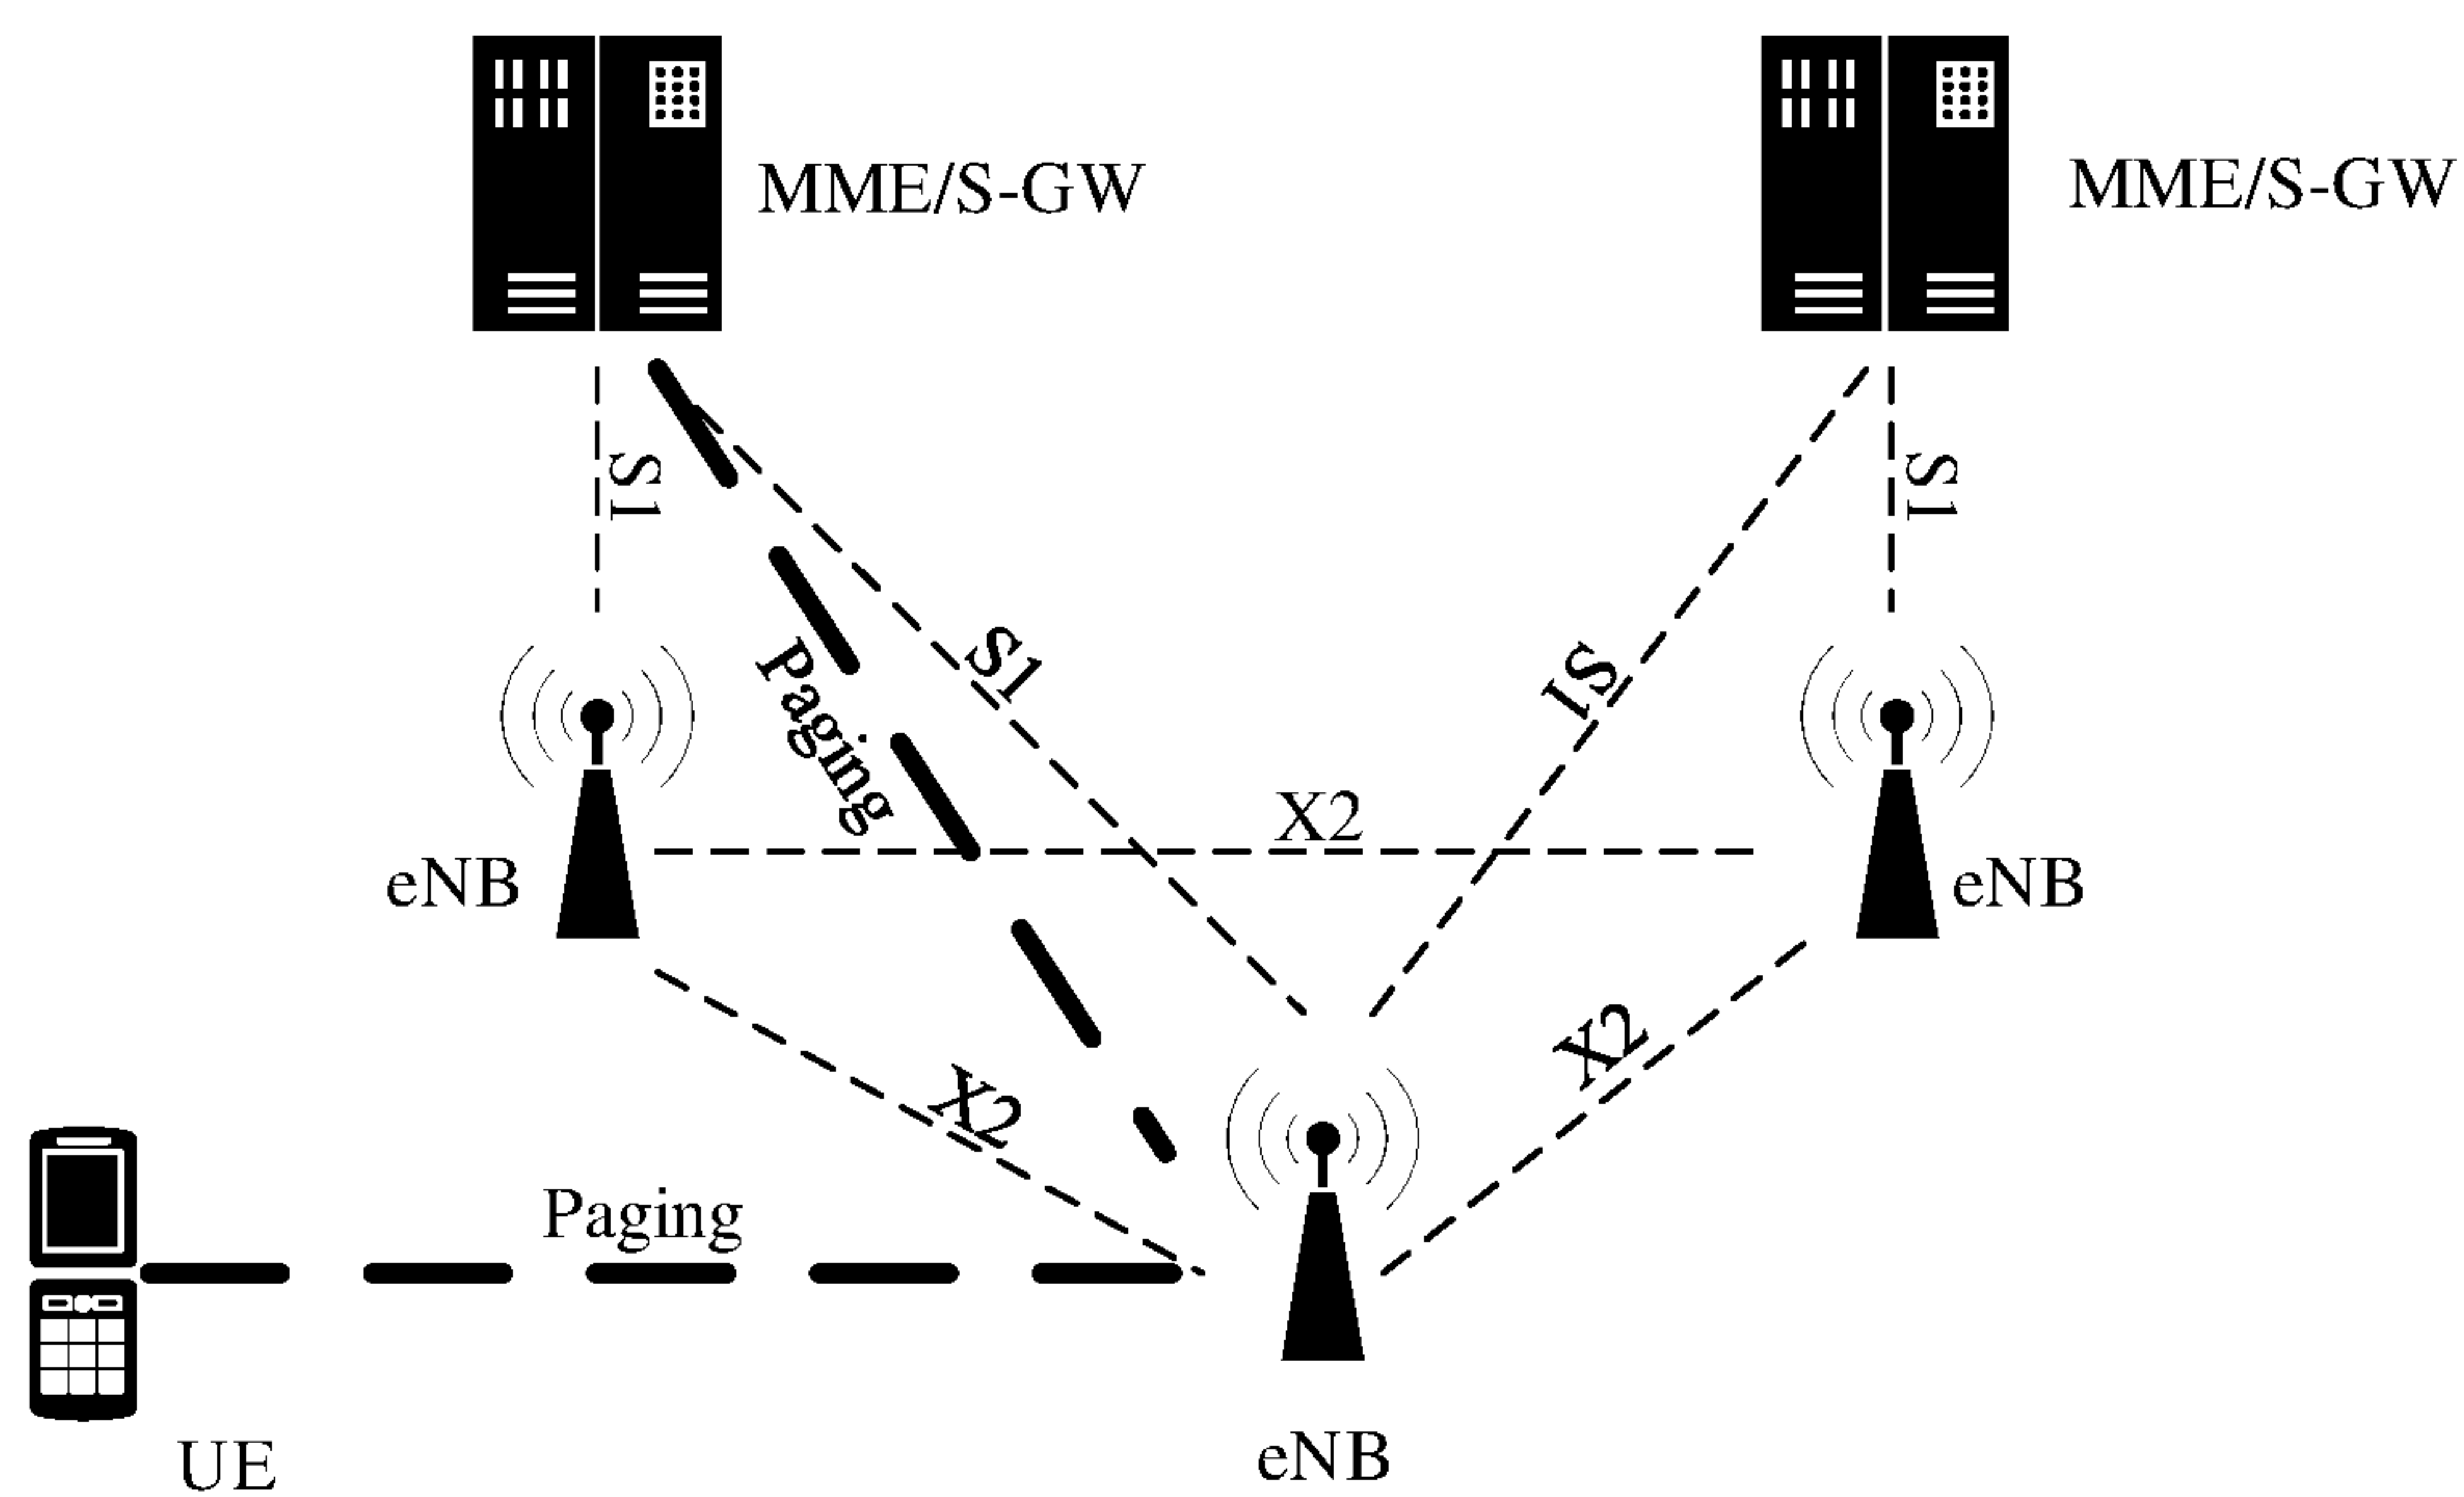 MME/S-GW
MME/S-GW
S1
S1
S1
S1
Paging
X2
eNB
eNB
X2
X2
Paging
eNB
UE